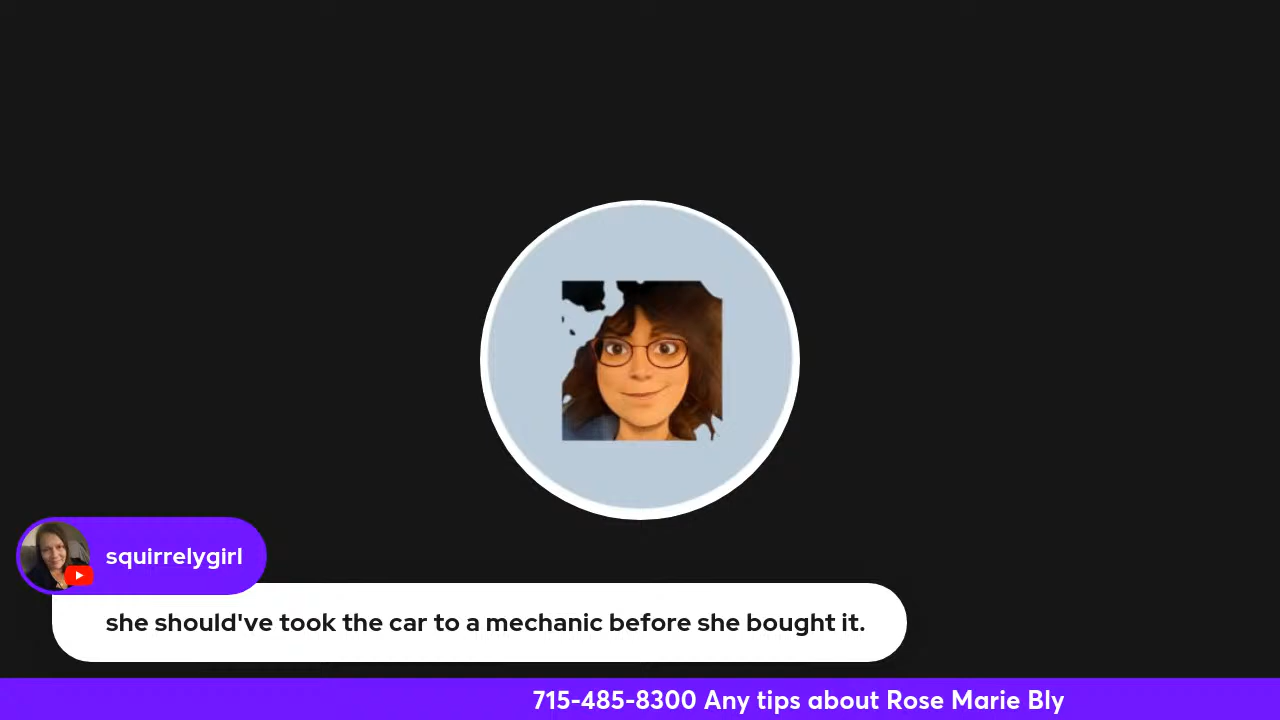 squirrelygirl
she should've took the car to a mechanic before she bought it.
715-485-8300 Any tips about Rose Marie Bly